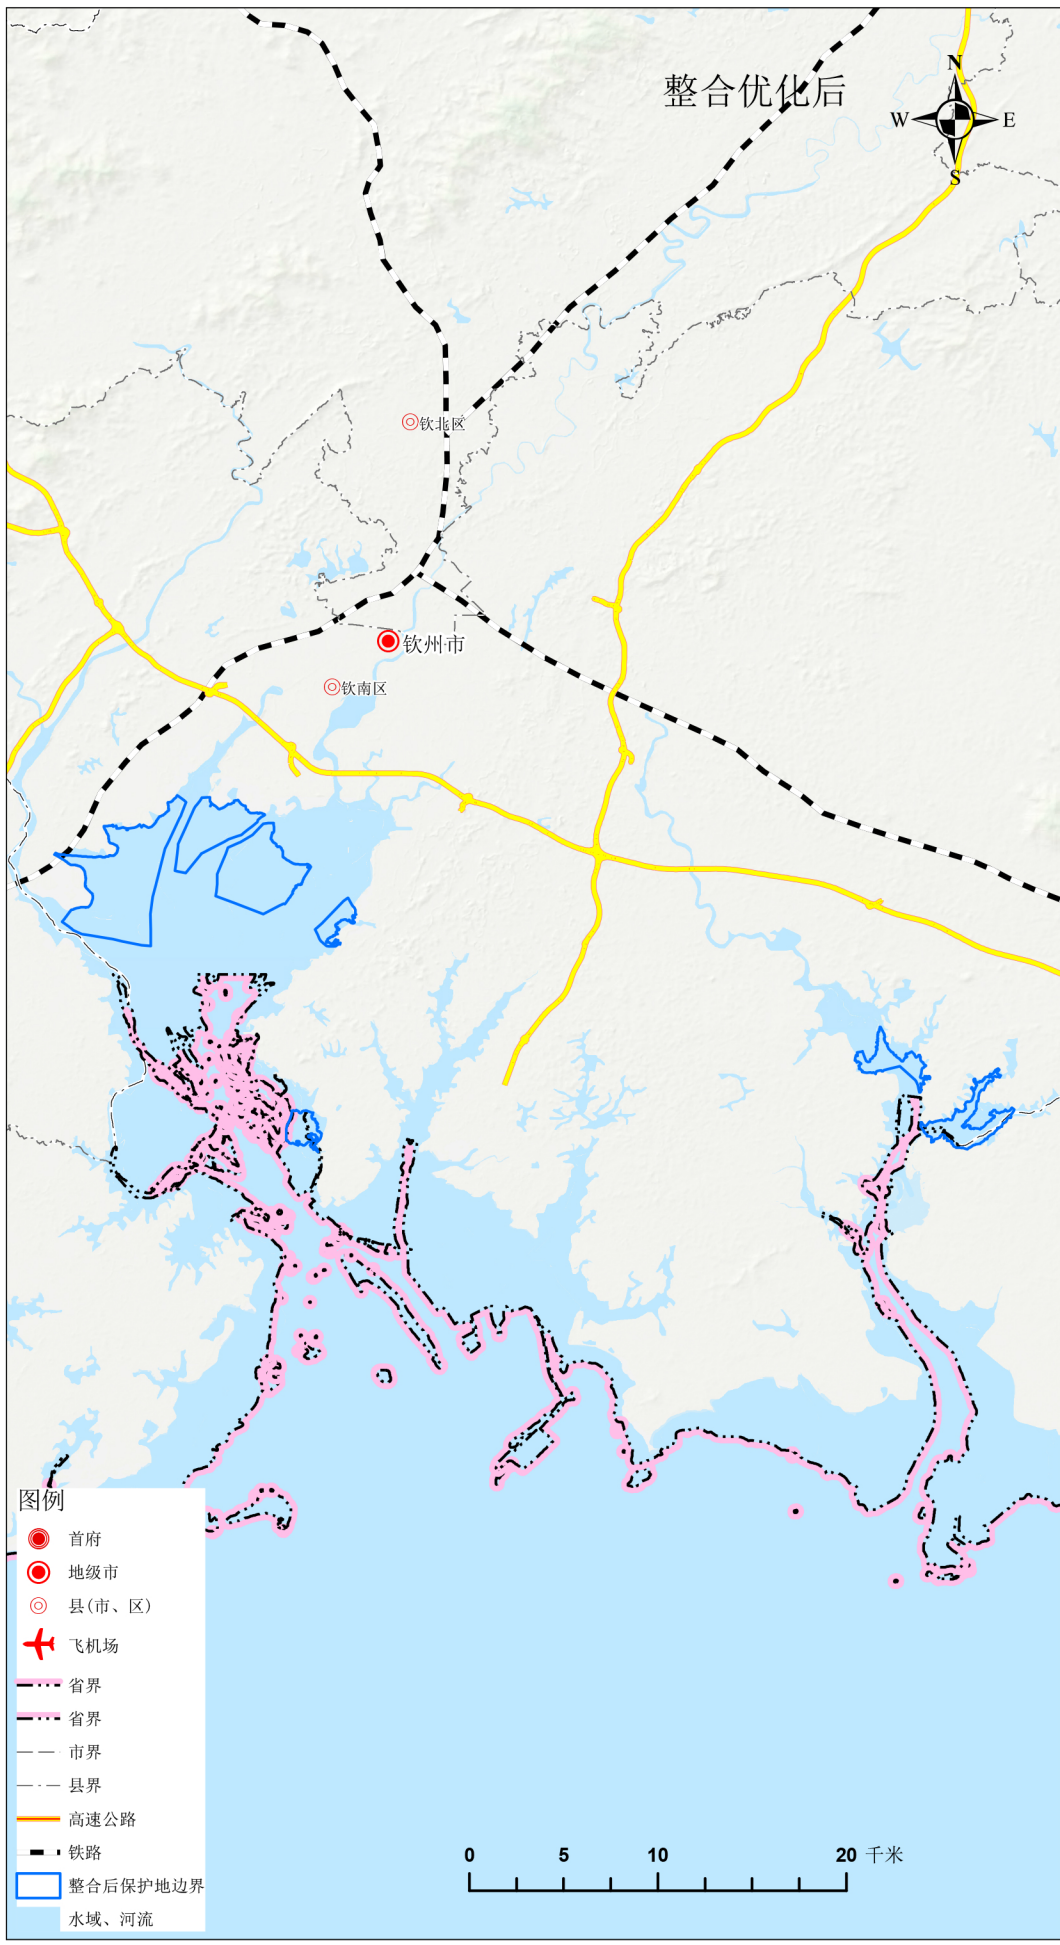 整合优化后
N
W E
S
钦北区
钦州市
钦南区
图例
首府
地级市
县(市、区)
飞机场
省界
省界
市界
县界
高速公路
铁路
整合后保护地边界
水域、河流
0 5 10 20 千米